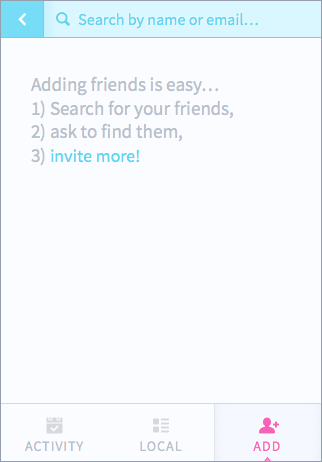 Search by name or email…
Adding friends is easy…
1) Search for your friends,
2) ask to find them,
3) invite more!
ACTIVITY
LOCAL
ADD